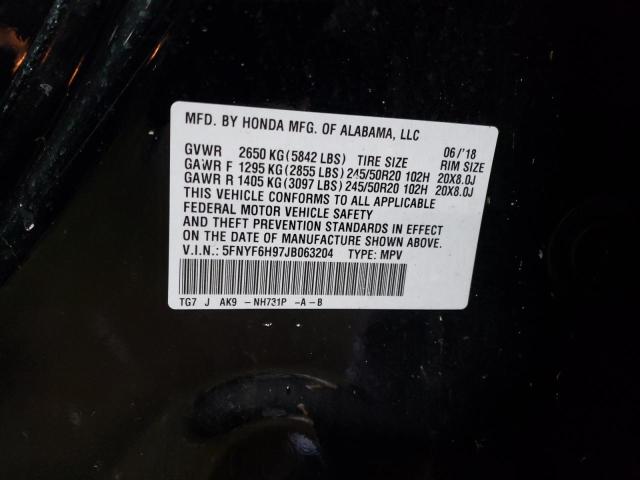 MFD. BY HONDA MFG. OF ALABAMA, LLC
GVWR 2650 KG (5842 LBS) TIRE SIZE 06/'18 RIM SIZE
GAWR F 1295 KG (2855 LBS) 245/50R20 102H 20X8.0J
GAWR R 1405 KG (3097 LBS) 245/50R20 102H 20X8.0J
THIS VEHICLE CONFORMS TO ALL APPLICABLE
FEDERAL MOTOR VEHICLE SAFETY
AND THEFT PREVENTION STANDARDS IN EFFECT
ON THE DATE OF MANUFACTURE SHOWN ABOVE.
V.I.N.: 5FNYF6H97JB063204 TYPE: MPV
TG7 J AK9 - NH731P -A-B